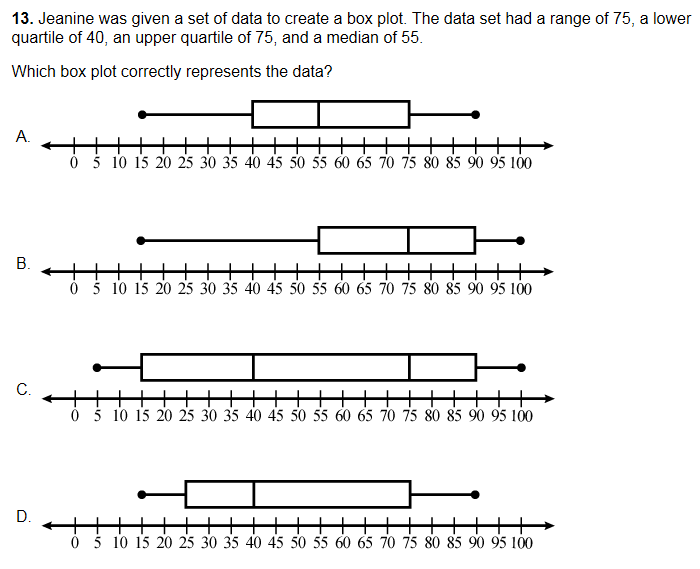 13. Jeanine was given a set of data to create a box plot. The data set had a range of 75, a lower
quartile of 40, an upper quartile of 75, and a median of 55.
Which box plot correctly represents the data?
A.
0 5 10 15 20 25 30 35 40 45 50 55 60 65 70 75 80 85 90 95 100
B.
0 5 10 15 20 25 30 35 40 45 50 55 60 65 70 75 80 85 90 95 100
C.
0 5 10 15 20 25 30 35 40 45 50 55 60 65 70 75 80 85 90 95 100
D.
0 5 10 15 20 25 30 35 40 45 50 55 60 65 70 75 80 85 90 95 100